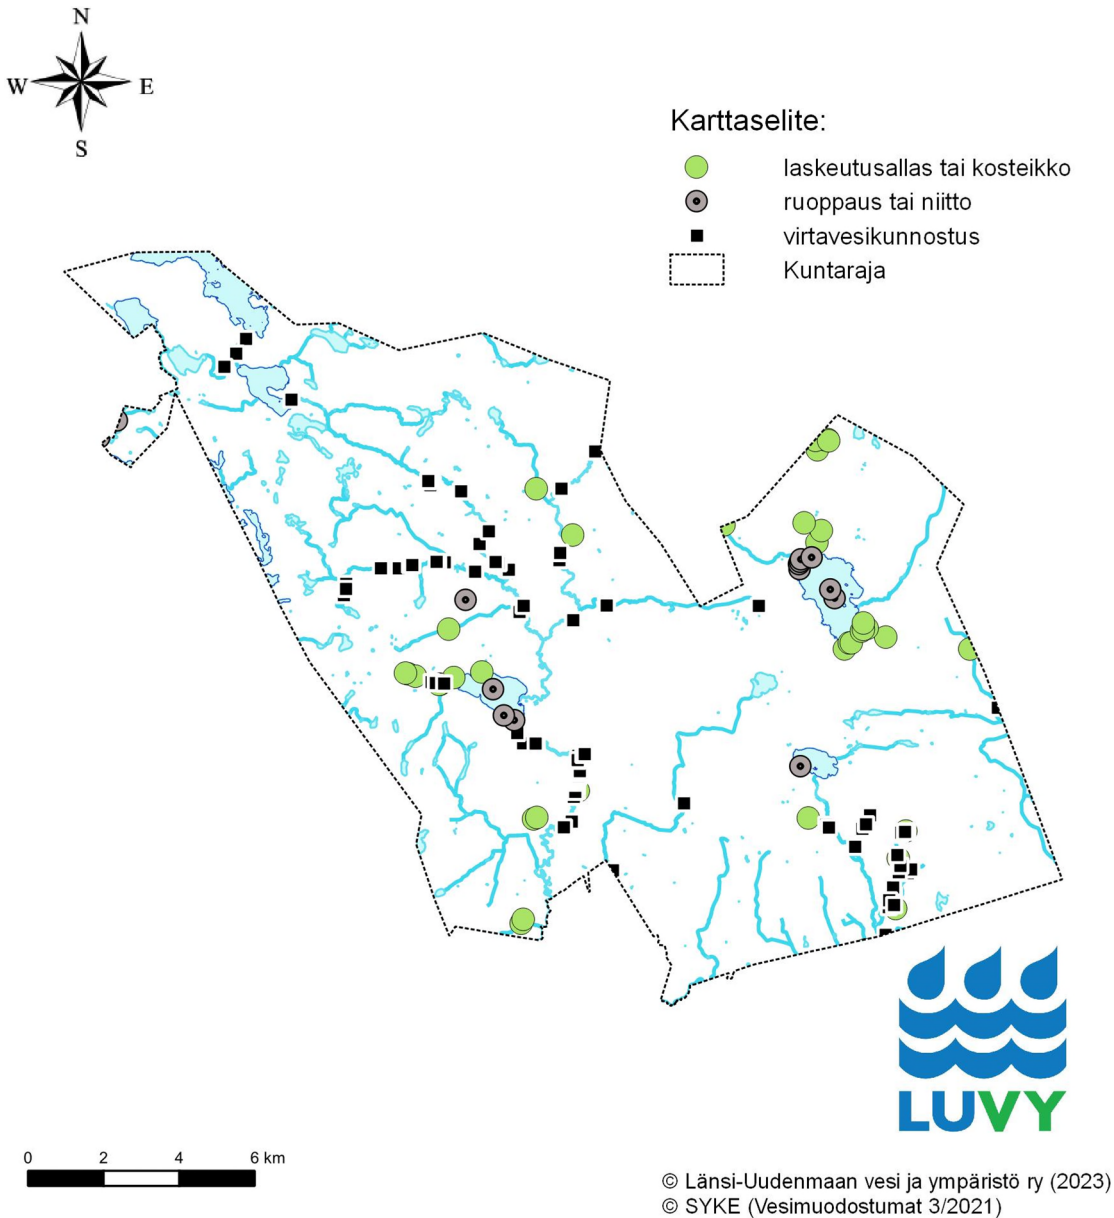 N
W E
S
Karttaselite:
laskeutusallas tai kosteikko
ruoppaus tai niitto
virtavesikunnostus
Kuntaraja
LUVY
0 2 4 6 km
© Länsi-Uudenmaan vesi ja ympäristö ry (2023)
© SYKE (Vesimuodostumat 3/2021)